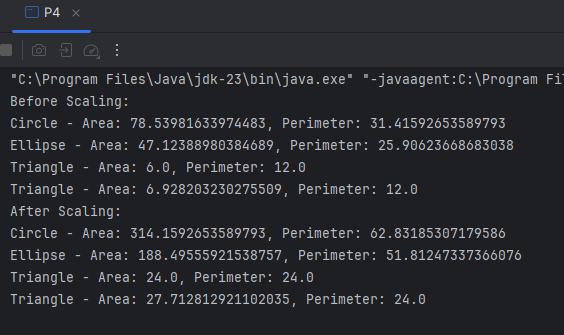 P4
"C:\Program Files\Java\jdk-23\bin\java.exe" "-javaagent:C:\Program Fi
Before Scaling:
Circle - Area: 78.53981633974483, Perimeter: 31.41592653589793
Ellipse - Area: 47.12388980384689, Perimeter: 25.90623668683038
Triangle - Area: 6.0, Perimeter: 12.0
Triangle - Area: 6.928203230275509, Perimeter: 12.0
After Scaling:
Circle - Area: 314.1592653589793, Perimeter: 62.83185307179586
Ellipse - Area: 188.49555921538757, Perimeter: 51.81247337366076
Triangle - Area: 24.0, Perimeter: 24.0
Triangle - Area: 27.712812921102035, Perimeter: 24.0